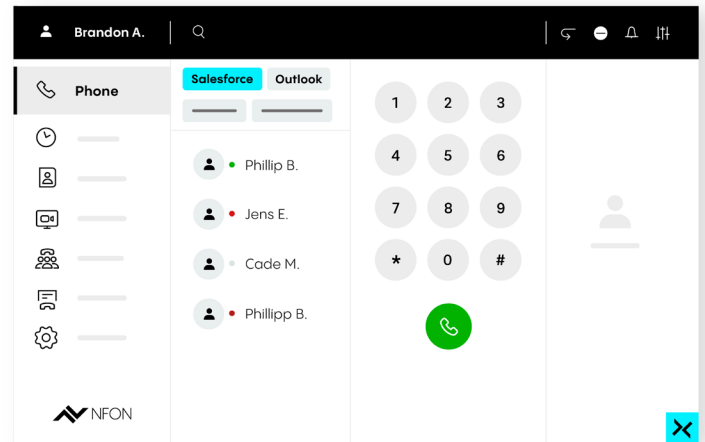 Brandon A.
Phone
Salesforce
Outlook
Phillip B.
Jens E.
Cade M.
Phillipp B.
1 2 3
4 5 6
7 8 9
* 0 #
NFON